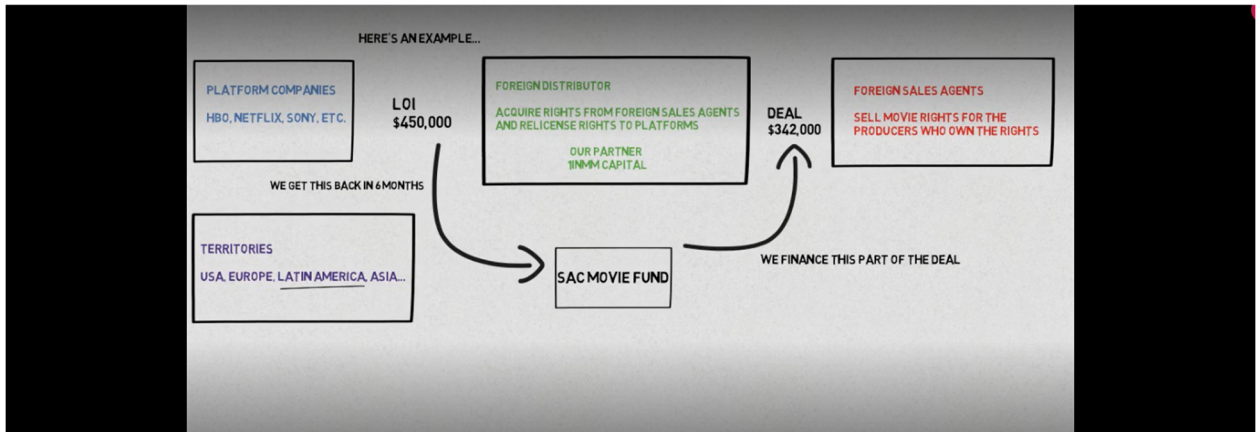 HERE'S AN EXAMPLE...
PLATFORM COMPANIES
HBO, NETFLIX, SONY, ETC.
LOI
$450,000
FOREIGN DISTRIBUTOR
ACQUIRE RIGHTS FROM FOREIGN SALES AGENTS
AND RELICENSE RIGHTS TO PLATFORMS
OUR PARTNER
1INMM CAPITAL
DEAL
$342,000
FOREIGN SALES AGENTS
SELL MOVIE RIGHTS FOR THE
PRODUCERS WHO OWN THE RIGHTS
WE GET THIS BACK IN 6 MONTHS
TERRITORIES
USA, EUROPE, LATIN AMERICA, ASIA...
SAC MOVIE FUND
WE FINANCE THIS PART OF THE DEAL